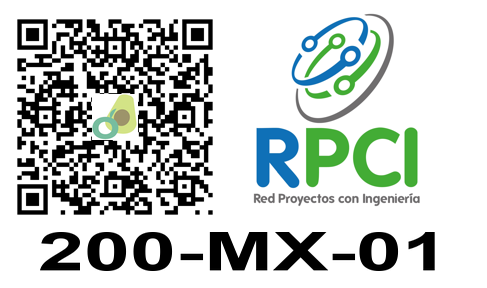 RPCI
Red Proyectos con Ingeniería
200-MX-01